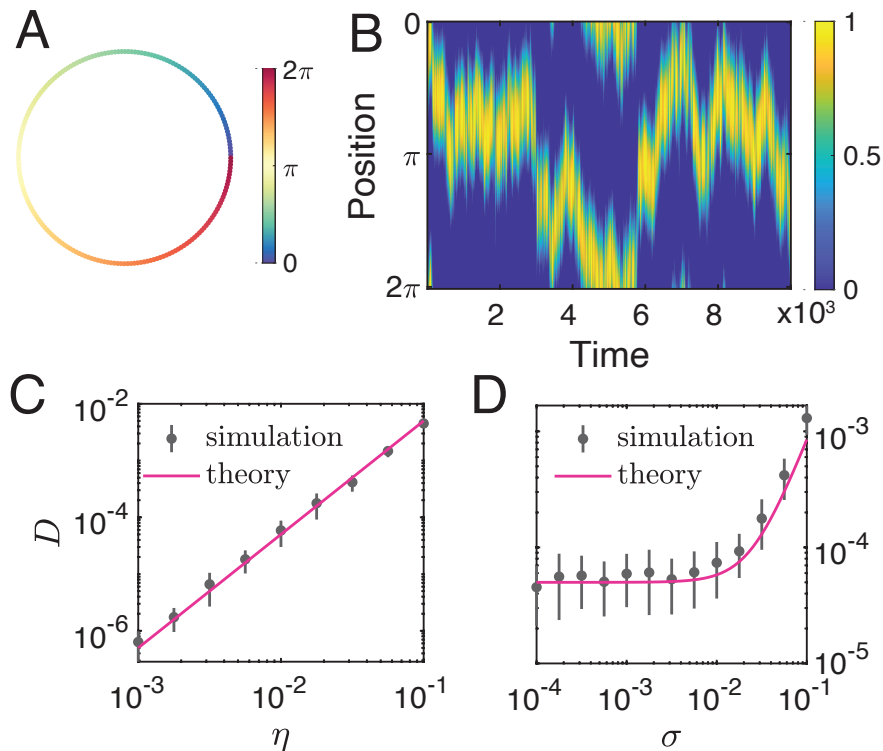 A
2π
π
0
B
Position
0
π
2π
2
4
6
8
x10³
Time
1
0.5
0
C
D
10⁻²
10⁻⁴
10⁻⁶
10⁻³
10⁻²
10⁻¹
η
simulation
theory
D
simulation
theory
10⁻³
10⁻⁴
10⁻⁵
10⁻⁴
10⁻³
10⁻²
10⁻¹
σ